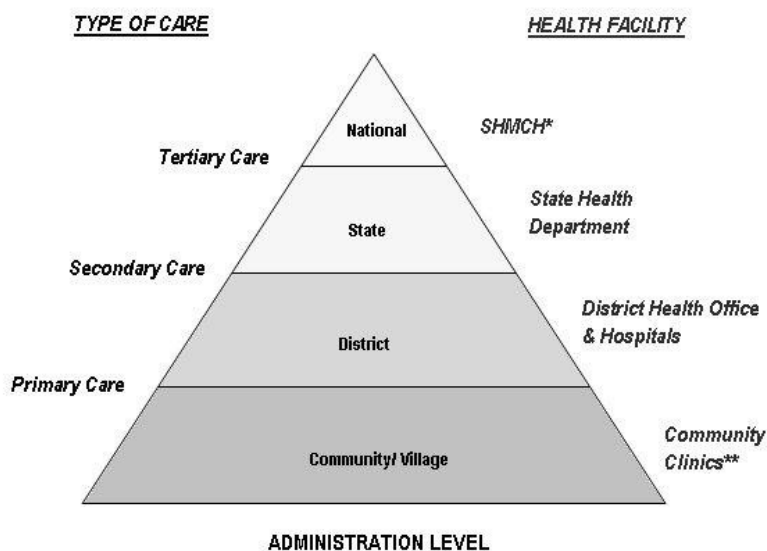 TYPE OF CARE
HEALTH FACILITY
National
SHMCH*
Tertiary Care
State Health
Department
State
Secondary Care
District Health Office
& Hospitals
District
Primary Care
Community
Clinics**
Community/ Village
ADMINISTRATION LEVEL